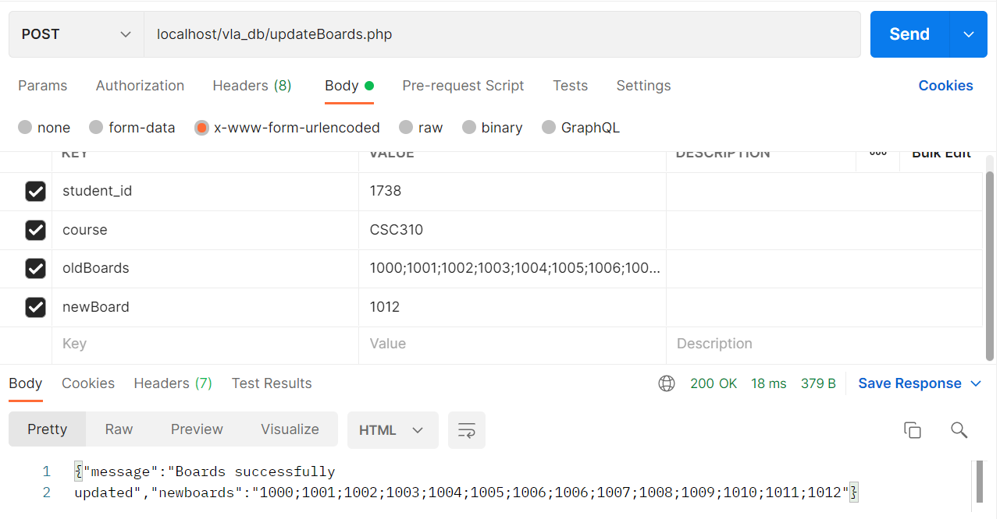 POST localhost/vla_db/updateBoards.php Send
Params Authorization Headers (8) Body Pre-request Script Tests Settings Cookies
none form-data x-www-form-urlencoded raw binary GraphQL
KEY VALUE DESCRIPTION ooo Bulk Edit
student_id 1738
course CSC310
oldBoards 1000;1001;1002;1003;1004;1005;1006;100...
newBoard 1012
Key Value Description
Body Cookies Headers (7) Test Results 200 OK 18 ms 379 B Save Response
Pretty Raw Preview Visualize HTML
1 {"message":"Boards successfully
2 updated","newboards":"1000;1001;1002;1003;1004;1005;1006;1006;1007;1008;1009;1010;1011;1012"}